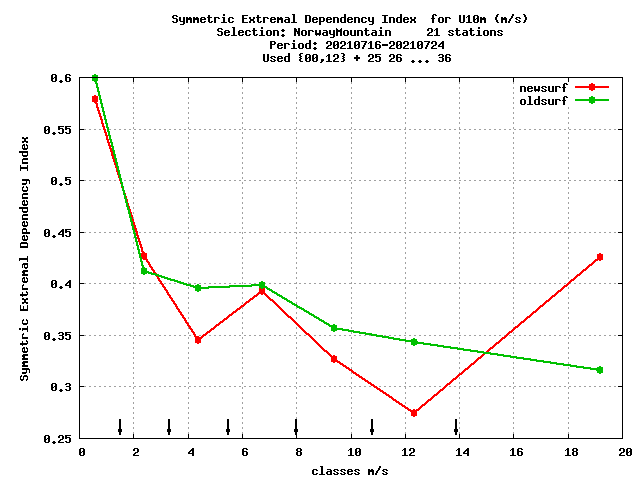 Symmetric Extremal Dependency Index  for U10m (m/s)
Selection: NorwayMountain     21 stations
Period: 20210716-20210724
Used {00,12} + 25 26 ... 36
newsurf
oldsurf
0.6
0.55
0.5
0.45
0.4
0.35
0.3
0.25
Symmetric Extremal Dependency Index
0 2 4 6 8 10 12 14 16 18 20
classes m/s